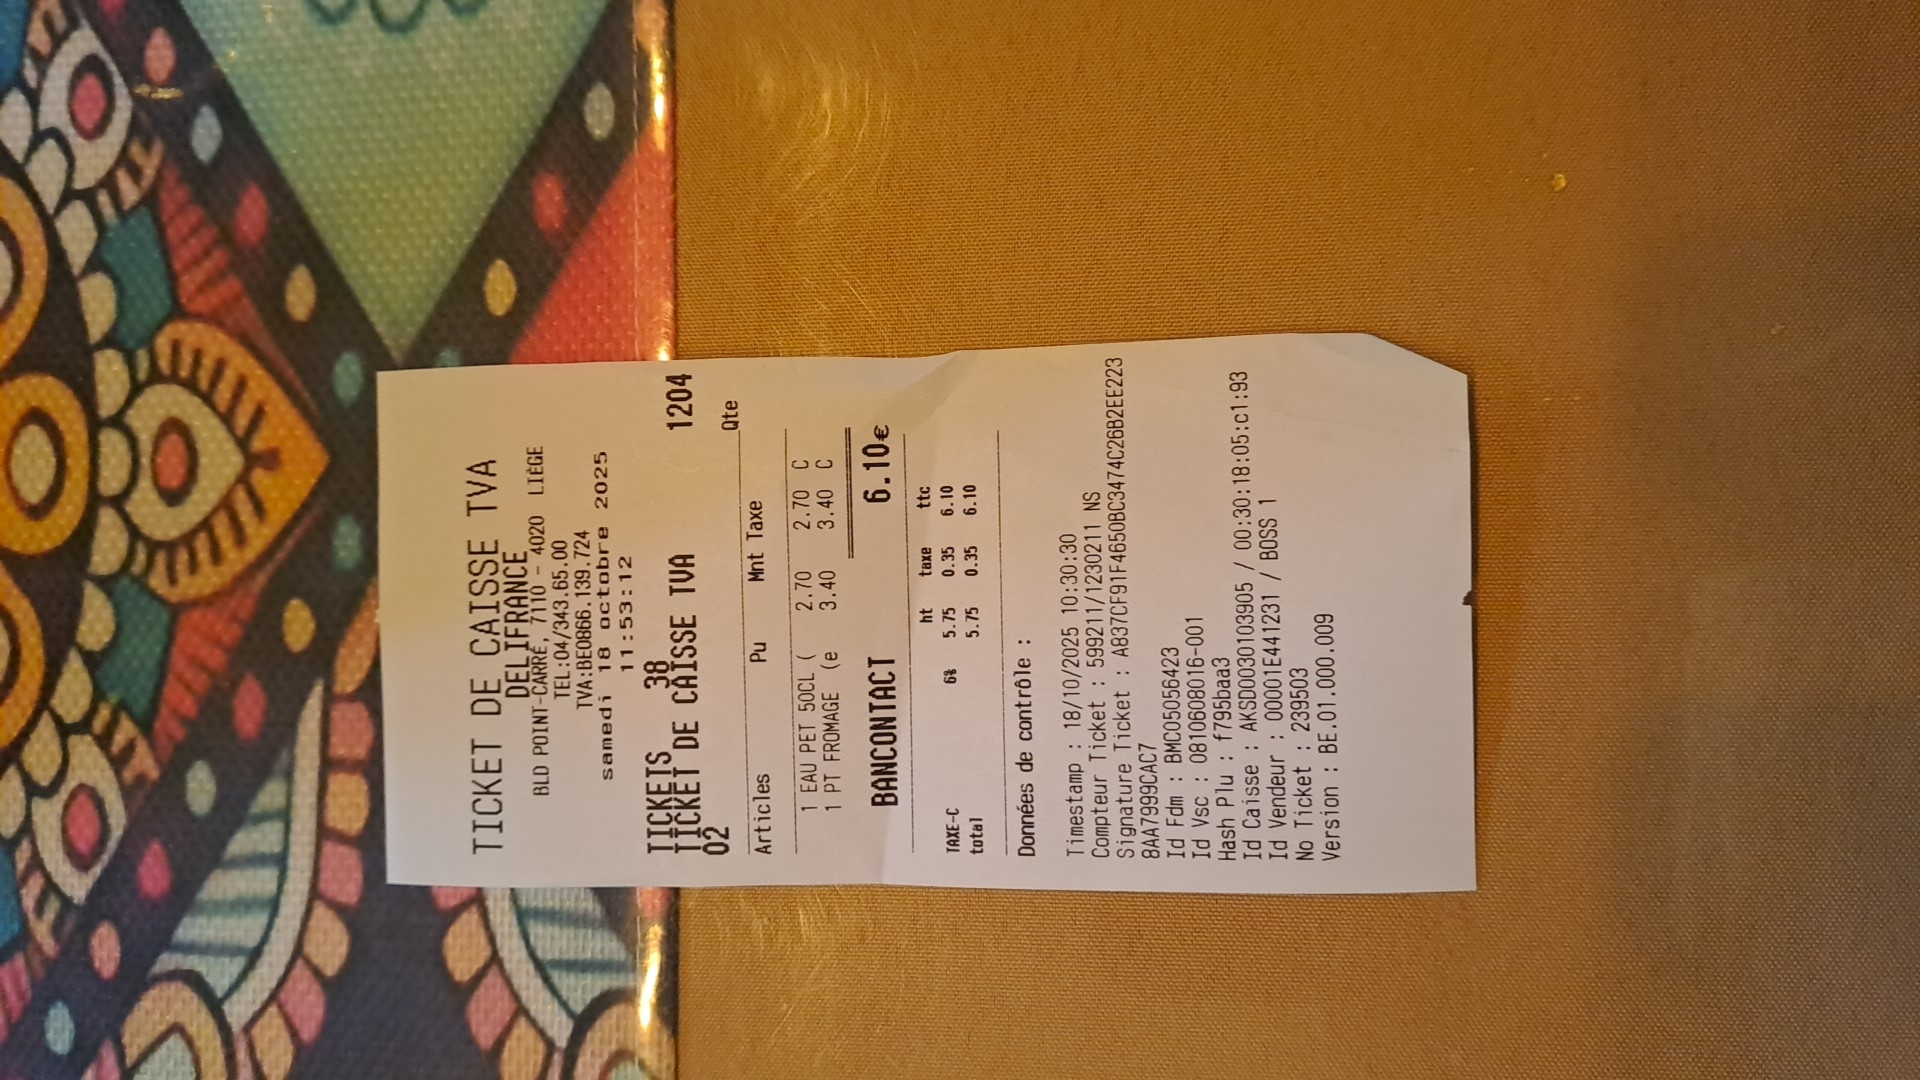 TICKET DE CAISSE TVA
DELIFRANCE
BLD POINT-CARRÉ, 7110 - 4020 LIÈGE
TEL:04/343.65.00
TVA:BE0866.139.724
samedi 18 octobre 2025
11:53:12
TICKETS 38
TICKET DE CAISSE TVA 1204
02
Articles Pu Mnt Taxe Qte
1 EAU PET 50CL ( 2.70 2.70 C
1 PT FROMAGE (e 3.40 3.40 C
BANCONTACT 6.10€
ht taxe ttc
TAXE-C 6% 5.75 0.35 6.10
total 5.75 0.35 6.10
Données de contrôle :
Timestamp : 18/10/2025 10:30:30
Compteur Ticket : 599211/1230211 NS
Signature Ticket : A837CF91F4650BC3474C26B2EE223
8AA7999CAC7
Id Fdm : BMC05056423
Id Vsc : 0810608016-001
Hash Plu : f795baa3
Id Caisse : AKSD0030103905 / 00:30:18:05:c1:93
Id Vendeur : 00001E441231 / BOSS 1
No Ticket : 239503
Version : BE.01.000.009